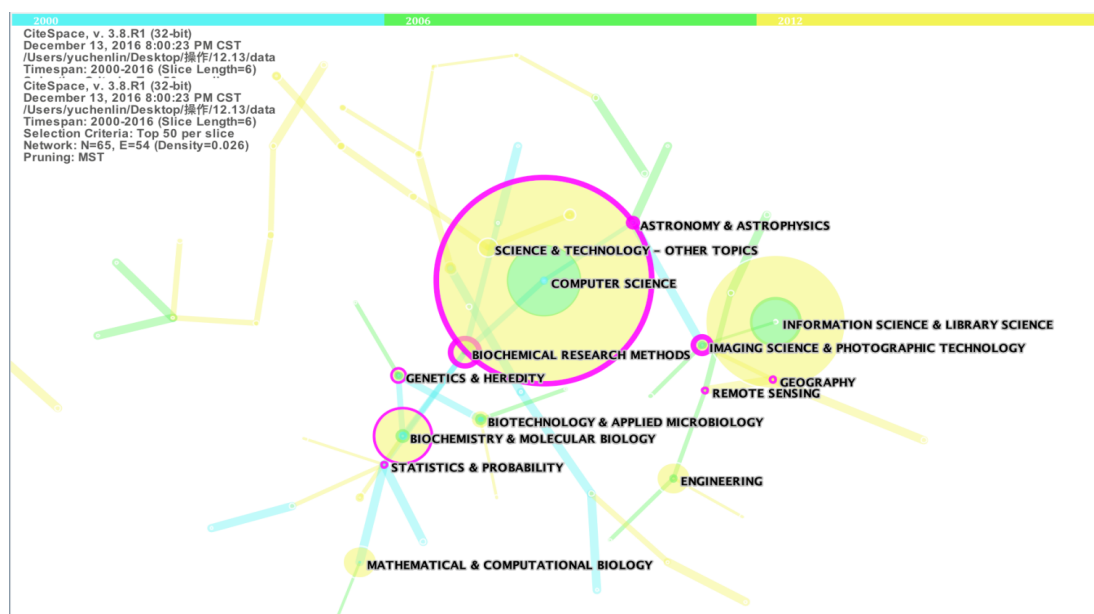 2000
2006
2012
CiteSpace, v. 3.8.R1 (32-bit)
December 13, 2016 8:00:23 PM CST
/Users/yuchenlin/Desktop/操作/12.13/data
Timespan: 2000-2016 (Slice Length=6)
CiteSpace, v. 3.8.R1 (32-bit)
December 13, 2016 8:00:23 PM CST
/Users/yuchenlin/Desktop/操作/12.13/data
Timespan: 2000-2016 (Slice Length=6)
Selection Criteria: Top 50 per slice
Network: N=65, E=54 (Density=0.026)
Pruning: MST
ASTRONOMY & ASTROPHYSICS
SCIENCE & TECHNOLOGY - OTHER TOPICS
COMPUTER SCIENCE
INFORMATION SCIENCE & LIBRARY SCIENCE
IMAGING SCIENCE & PHOTOGRAPHIC TECHNOLOGY
BIOCHEMICAL RESEARCH METHODS
GENETICS & HEREDITY
GEOGRAPHY
REMOTE SENSING
BIOTECHNOLOGY & APPLIED MICROBIOLOGY
BIOCHEMISTRY & MOLECULAR BIOLOGY
STATISTICS & PROBABILITY
ENGINEERING
MATHEMATICAL & COMPUTATIONAL BIOLOGY